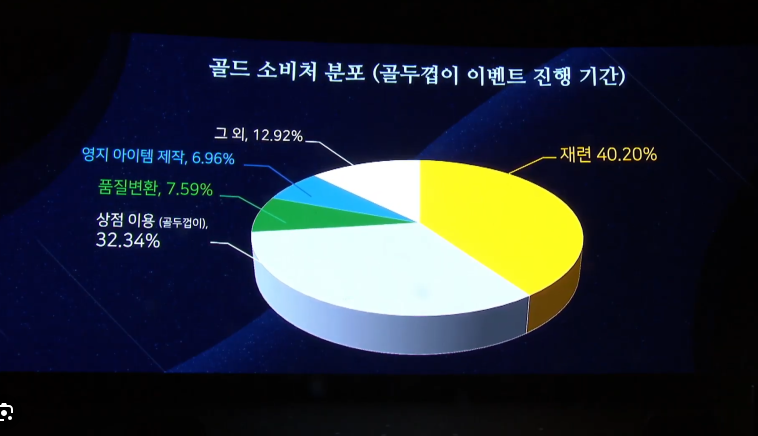 골드 소비처 분포 (골두껍이 이벤트 진행 기간)
그 외, 12.92%
재련 40.20%
영지 아이템 제작, 6.96%
품질변환, 7.59%
상점 이용 (골두껍이),
32.34%